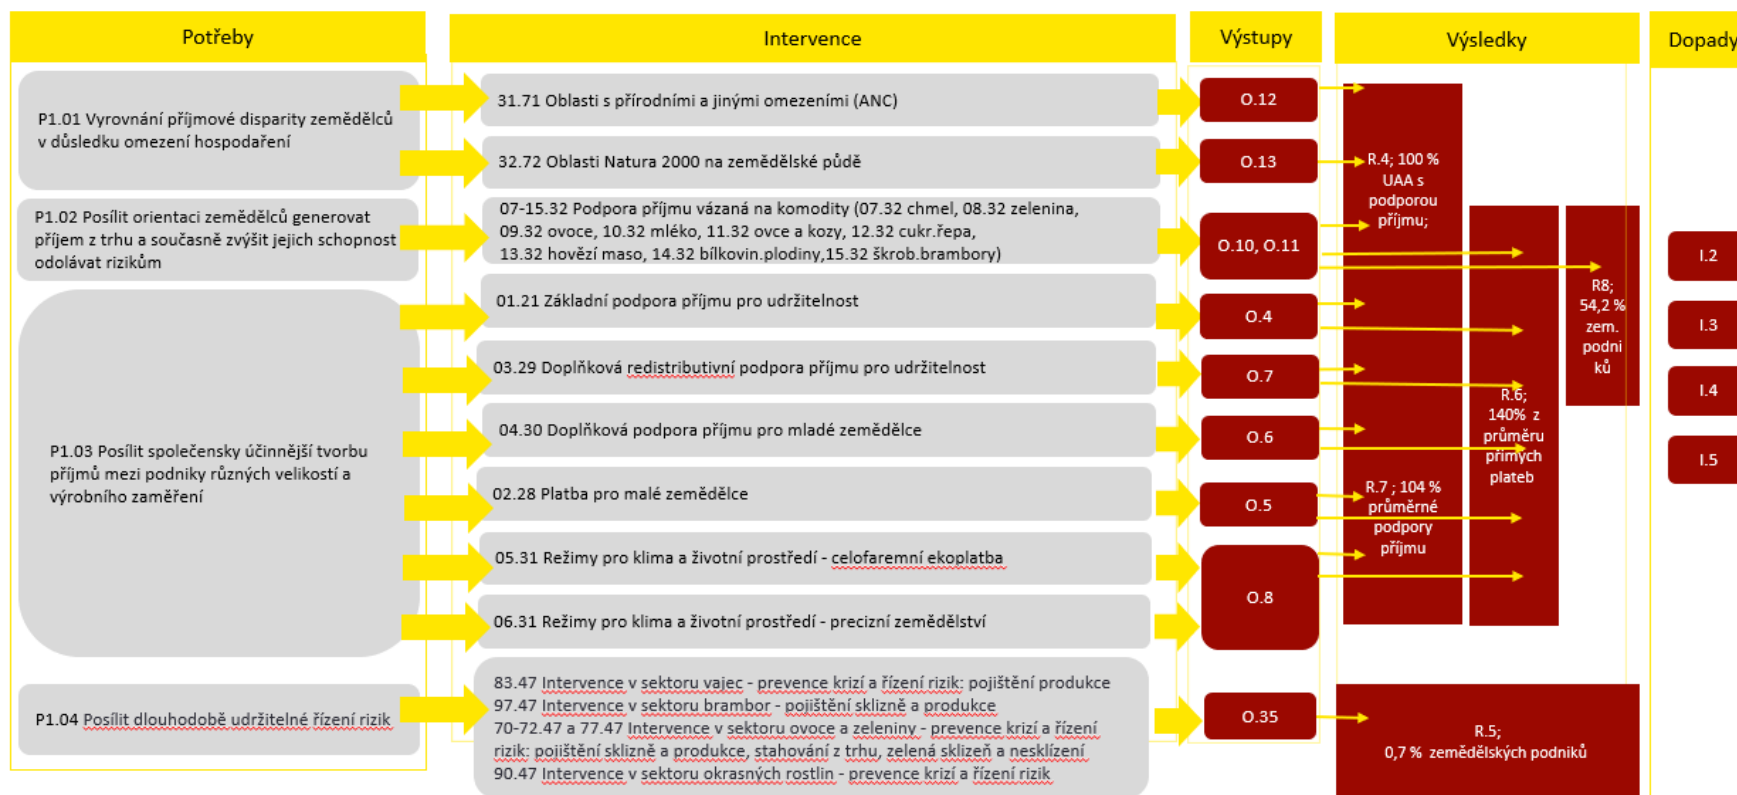 Potřeby
Intervence
Výstupy
Výsledky
Dopady
P1.01 Vyrovnání příjmové disparity zemědělců
v důsledku omezení hospodaření
31.71 Oblasti s přírodními a jinými omezeními (ANC)
O.12
32.72 Oblasti Natura 2000 na zemědělské půdě
O.13
R.4; 100 %
UAA s
podporou
příjmu;
P1.02 Posílit orientaci zemědělců generovat
příjem z trhu a současně zvýšit jejich schopnost
odolávat rizikům
07-15.32 Podpora příjmu vázaná na komodity (07.32 chmel, 08.32 zelenina,
09.32 ovoce, 10.32 mléko, 11.32 ovce a kozy, 12.32 cukr.řepa,
13.32 hovězí maso, 14.32 bílkovin.plodiny,15.32 škrob.brambory)
O.10, O.11
R8;
54,2 %
zem.
podni
ků
I.2
I.3
I.4
I.5
P1.03 Posílit společensky účinnější tvorbu
příjmů mezi podniky různých velikostí a
výrobního zaměření
01.21 Základní podpora příjmu pro udržitelnost
O.4
03.29 Doplňková redistributivní podpora příjmu pro udržitelnost
O.7
04.30 Doplňková podpora příjmu pro mladé zemědělce
O.6
R.6;
140% z
průměru
přímých
plateb
02.28 Platba pro malé zemědělce
O.5
R.7 ; 104 %
průměrné
podpory
příjmu
05.31 Režimy pro klima a životní prostředí - celofaremní ekoplatba
O.8
06.31 Režimy pro klima a životní prostředí - precizní zemědělství
P1.04 Posílit dlouhodobě udržitelné řízení rizik
83.47 Intervence v sektoru vajec - prevence krizí a řízení rizik: pojištění produkce
97.47 Intervence v sektoru brambor - pojištění sklizně a produkce
70-72.47 a 77.47 Intervence v sektoru ovoce a zeleniny - prevence krizí a řízení
rizik: pojištění sklizně a produkce, stahování z trhu, zelená sklizeň a nesklízení
90.47 Intervence v sektoru okrasných rostlin - prevence krizí a řízení rizik
O.35
R.5;
0,7 % zemědělských podniků